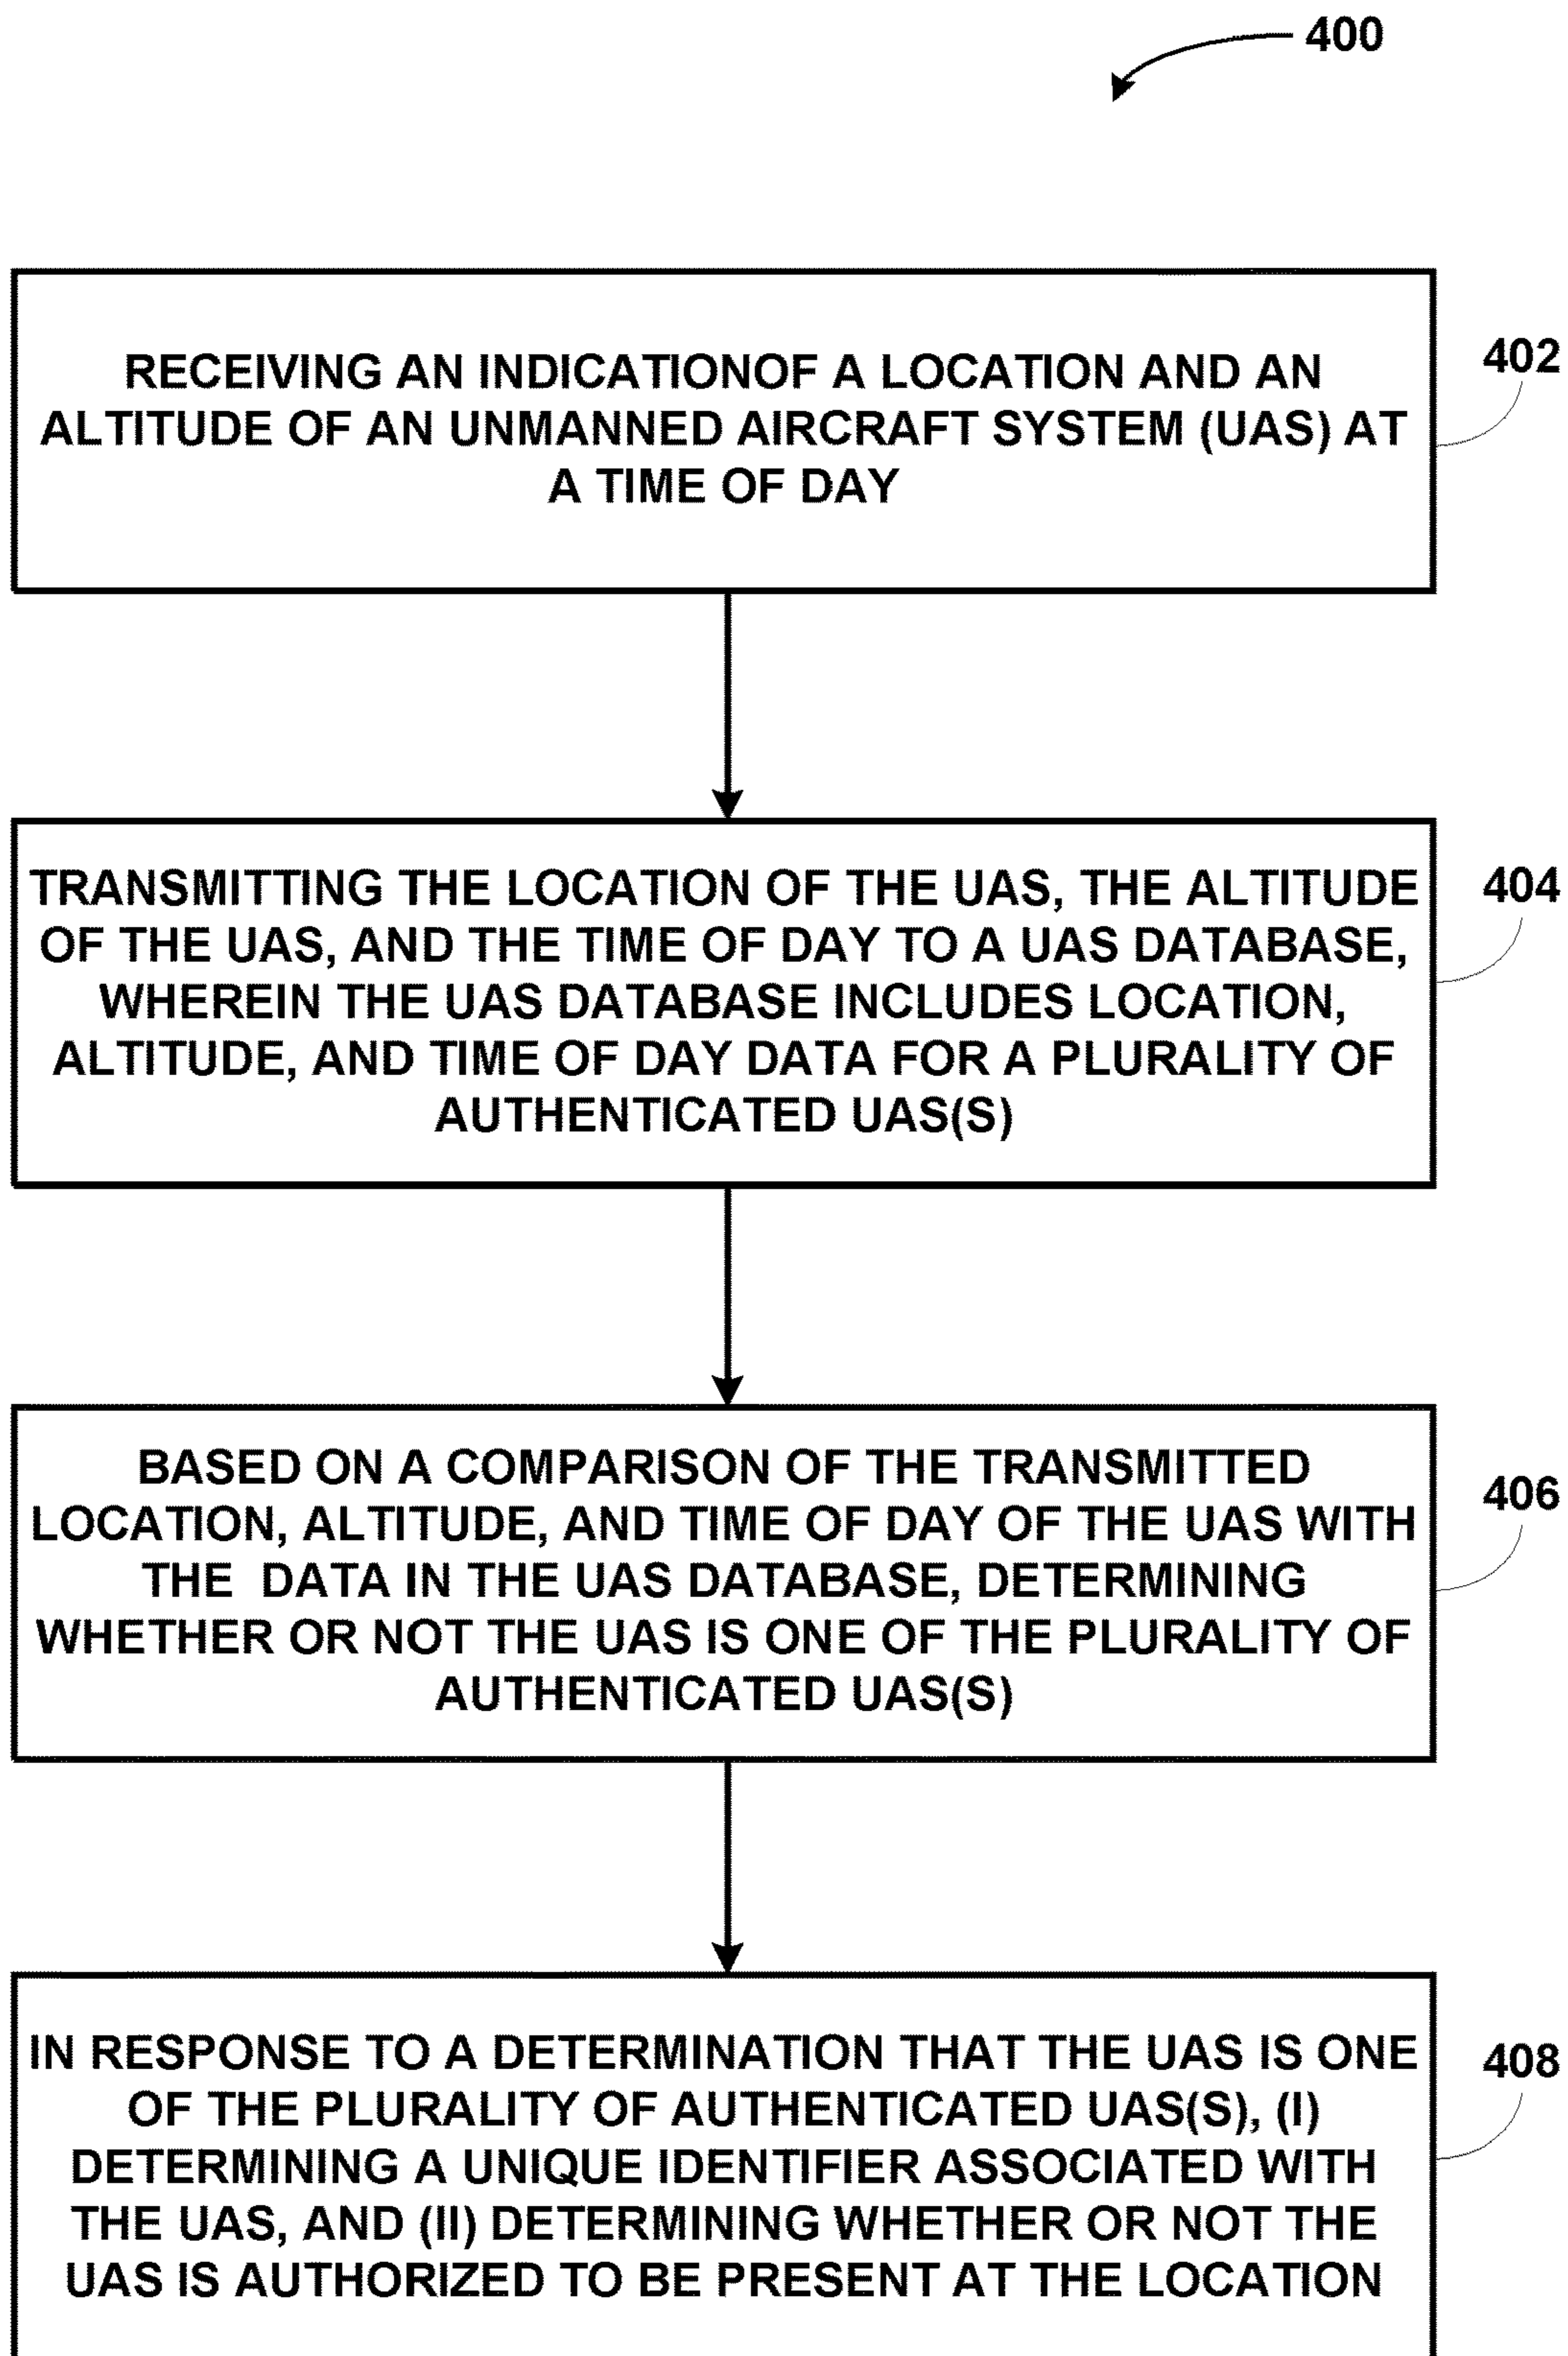 400
RECEIVING AN INDICATIONOF A LOCATION AND AN
ALTITUDE OF AN UNMANNED AIRCRAFT SYSTEM (UAS) AT
A TIME OF DAY
402
TRANSMITTING THE LOCATION OF THE UAS, THE ALTITUDE
OF THE UAS, AND THE TIME OF DAY TO A UAS DATABASE,
WHEREIN THE UAS DATABASE INCLUDES LOCATION,
ALTITUDE, AND TIME OF DAY DATA FOR A PLURALITY OF
AUTHENTICATED UAS(S)
404
BASED ON A COMPARISON OF THE TRANSMITTED
LOCATION, ALTITUDE, AND TIME OF DAY OF THE UAS WITH
THE  DATA IN THE UAS DATABASE, DETERMINING
WHETHER OR NOT THE UAS IS ONE OF THE PLURALITY OF
AUTHENTICATED UAS(S)
406
IN RESPONSE TO A DETERMINATION THAT THE UAS IS ONE
OF THE PLURALITY OF AUTHENTICATED UAS(S), (I)
DETERMINING A UNIQUE IDENTIFIER ASSOCIATED WITH
THE UAS, AND (II) DETERMINING WHETHER OR NOT THE
UAS IS AUTHORIZED TO BE PRESENT AT THE LOCATION
408